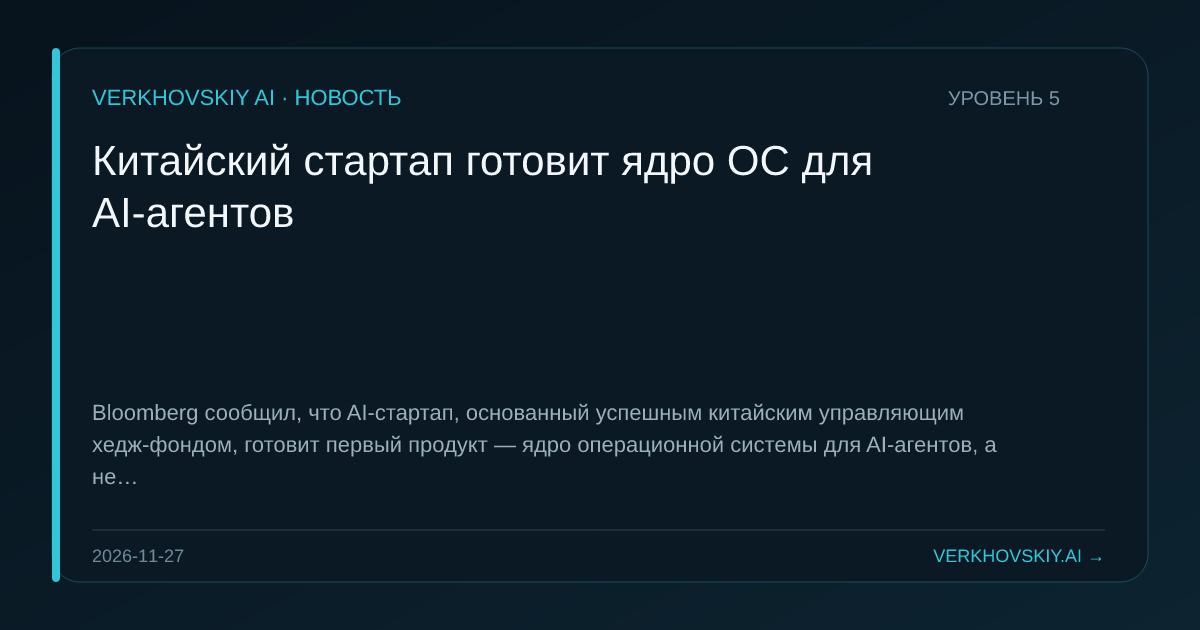 VERKHOVSKIY AI · НОВОСТЬ
УРОВЕНЬ 5
Китайский стартап готовит ядро ОС для
AI-агентов
Bloomberg сообщил, что AI-стартап, основанный успешным китайским управляющим
хедж-фондом, готовит первый продукт — ядро операционной системы для AI-агентов, а
не…
2026-11-27
VERKHOVSKIY.AI →